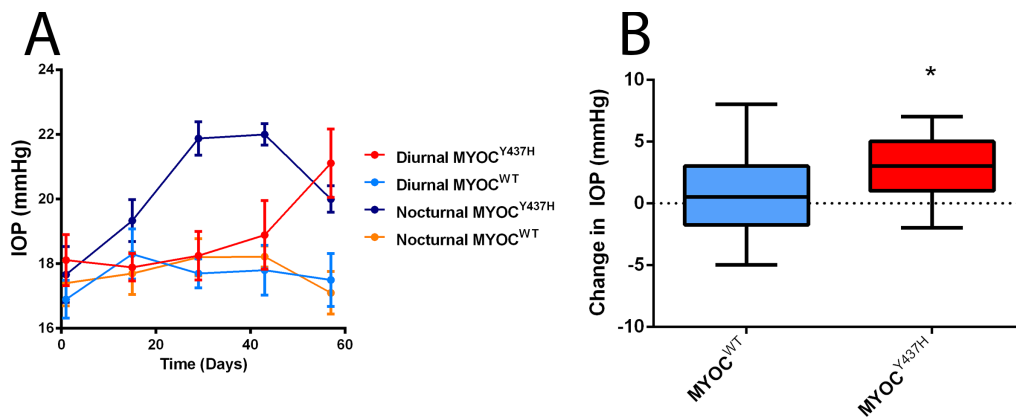 A
24
22
20
18
16
IOP (mmHg)
0
20
40
60
Time (Days)
Diurnal MYOC^Y437H
Diurnal MYOC^WT
Nocturnal MYOC^Y437H
Nocturnal MYOC^WT
B
10
5
0
-5
-10
Change in IOP (mmHg)
*
MYOC^WT
MYOC^Y437H